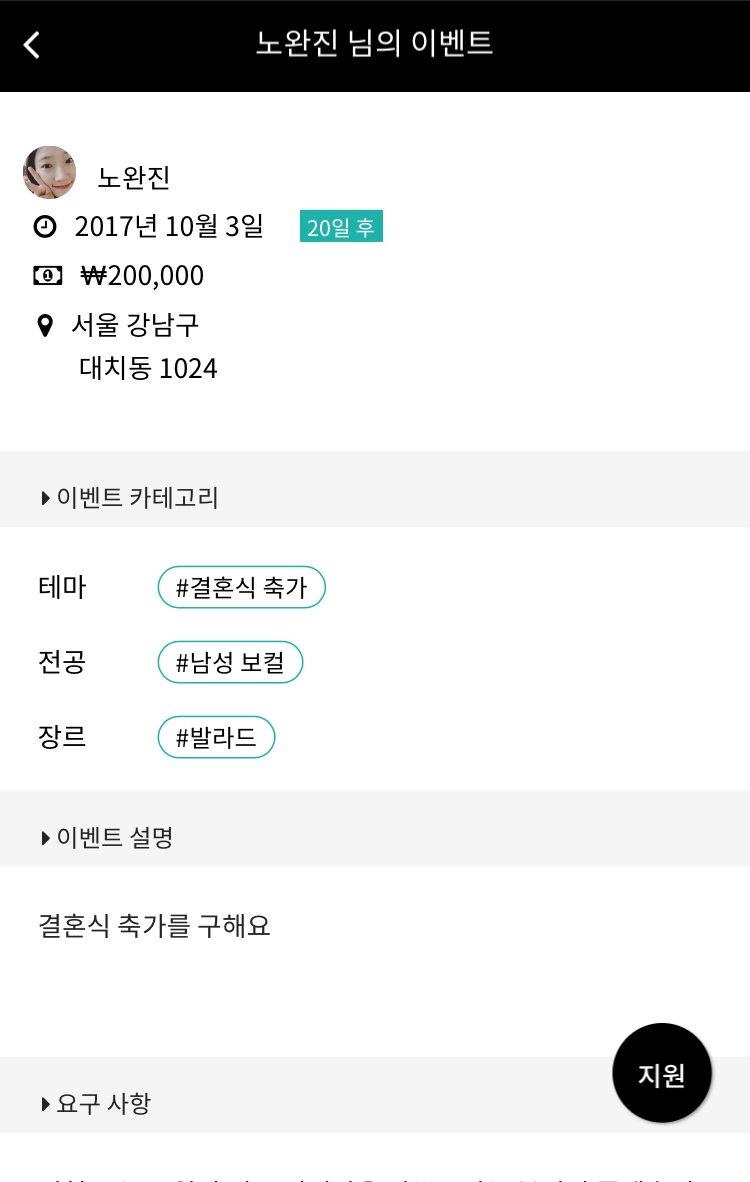 노완진 님의 이벤트
노완진
2017년 10월 3일 20일 후
₩200,000
서울 강남구
대치동 1024
이벤트 카테고리
테마 #결혼식 축가
전공 #남성 보컬
장르 #발라드
이벤트 설명
결혼식 축가를 구해요
지원
요구 사항